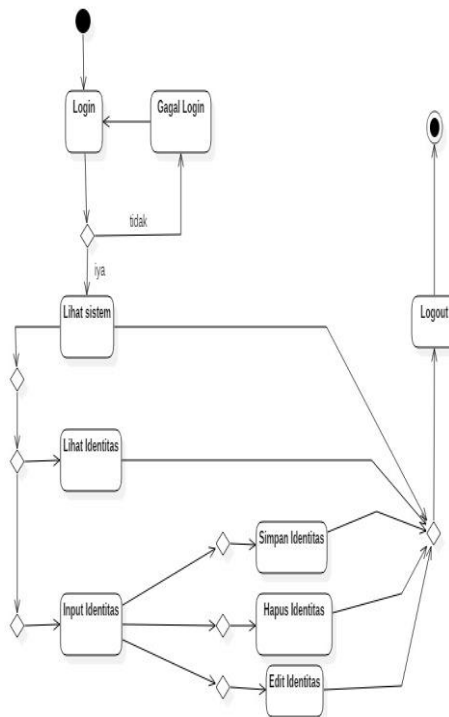 Login
Gagal Login
tidak
iya
Lihat sistem
Logout
Lihat Identitas
Simpan Identitas
Input Identitas
Hapus Identitas
Edit Identitas